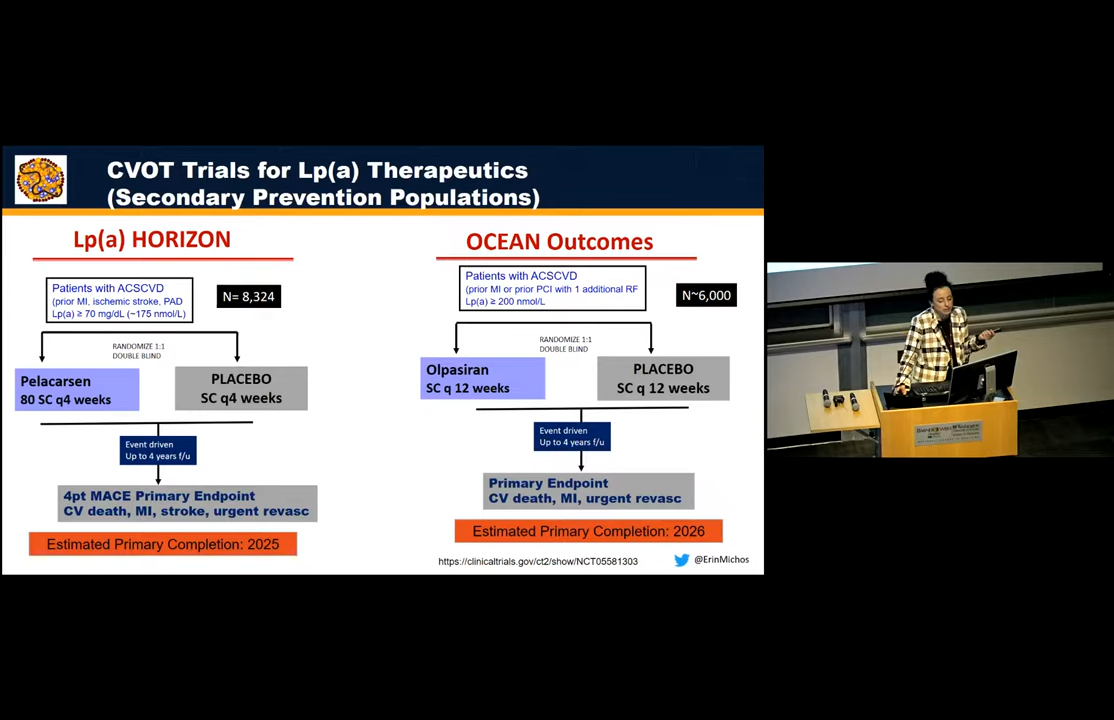 CVOT Trials for Lp(a) Therapeutics
(Secondary Prevention Populations)
Lp(a) HORIZON
Patients with ACSCVD
(prior MI, ischemic stroke, PAD
Lp(a) ≥ 70 mg/dL (~175 nmol/L)
N= 8,324
RANDOMIZE 1:1
DOUBLE BLIND
Pelacarsen
80 SC q4 weeks
PLACEBO
SC q4 weeks
Event driven
Up to 4 years f/u
4pt MACE Primary Endpoint
CV death, MI, stroke, urgent revasc
Estimated Primary Completion: 2025
OCEAN Outcomes
Patients with ACSCVD
(prior MI or prior PCI with 1 additional RF
Lp(a) ≥ 200 nmol/L
N~6,000
RANDOMIZE 1:1
DOUBLE BLIND
Olpasiran
SC q 12 weeks
PLACEBO
SC q 12 weeks
Event driven
Up to 4 years f/u
Primary Endpoint
CV death, MI, urgent revasc
Estimated Primary Completion: 2026
https://clinicaltrials.gov/ct2/show/NCT05581303
@ErinMichos